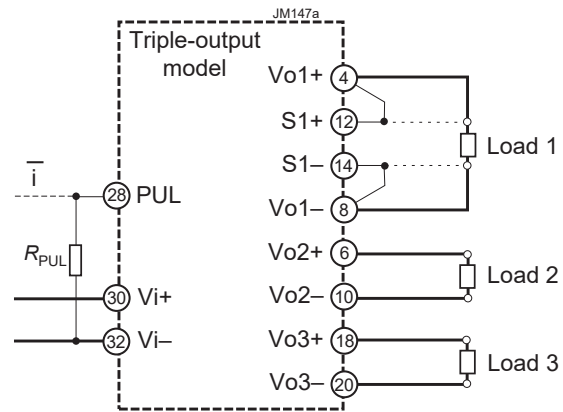 JM147a
Triple-output
model
Vo1+ 4
S1+ 12
S1– 14
Load 1
i
28 PUL
Vo1– 8
Vo2+ 6
RPUL
Load 2
30 Vi+
Vo2– 10
32 Vi–
Vo3+ 18
Load 3
Vo3– 20